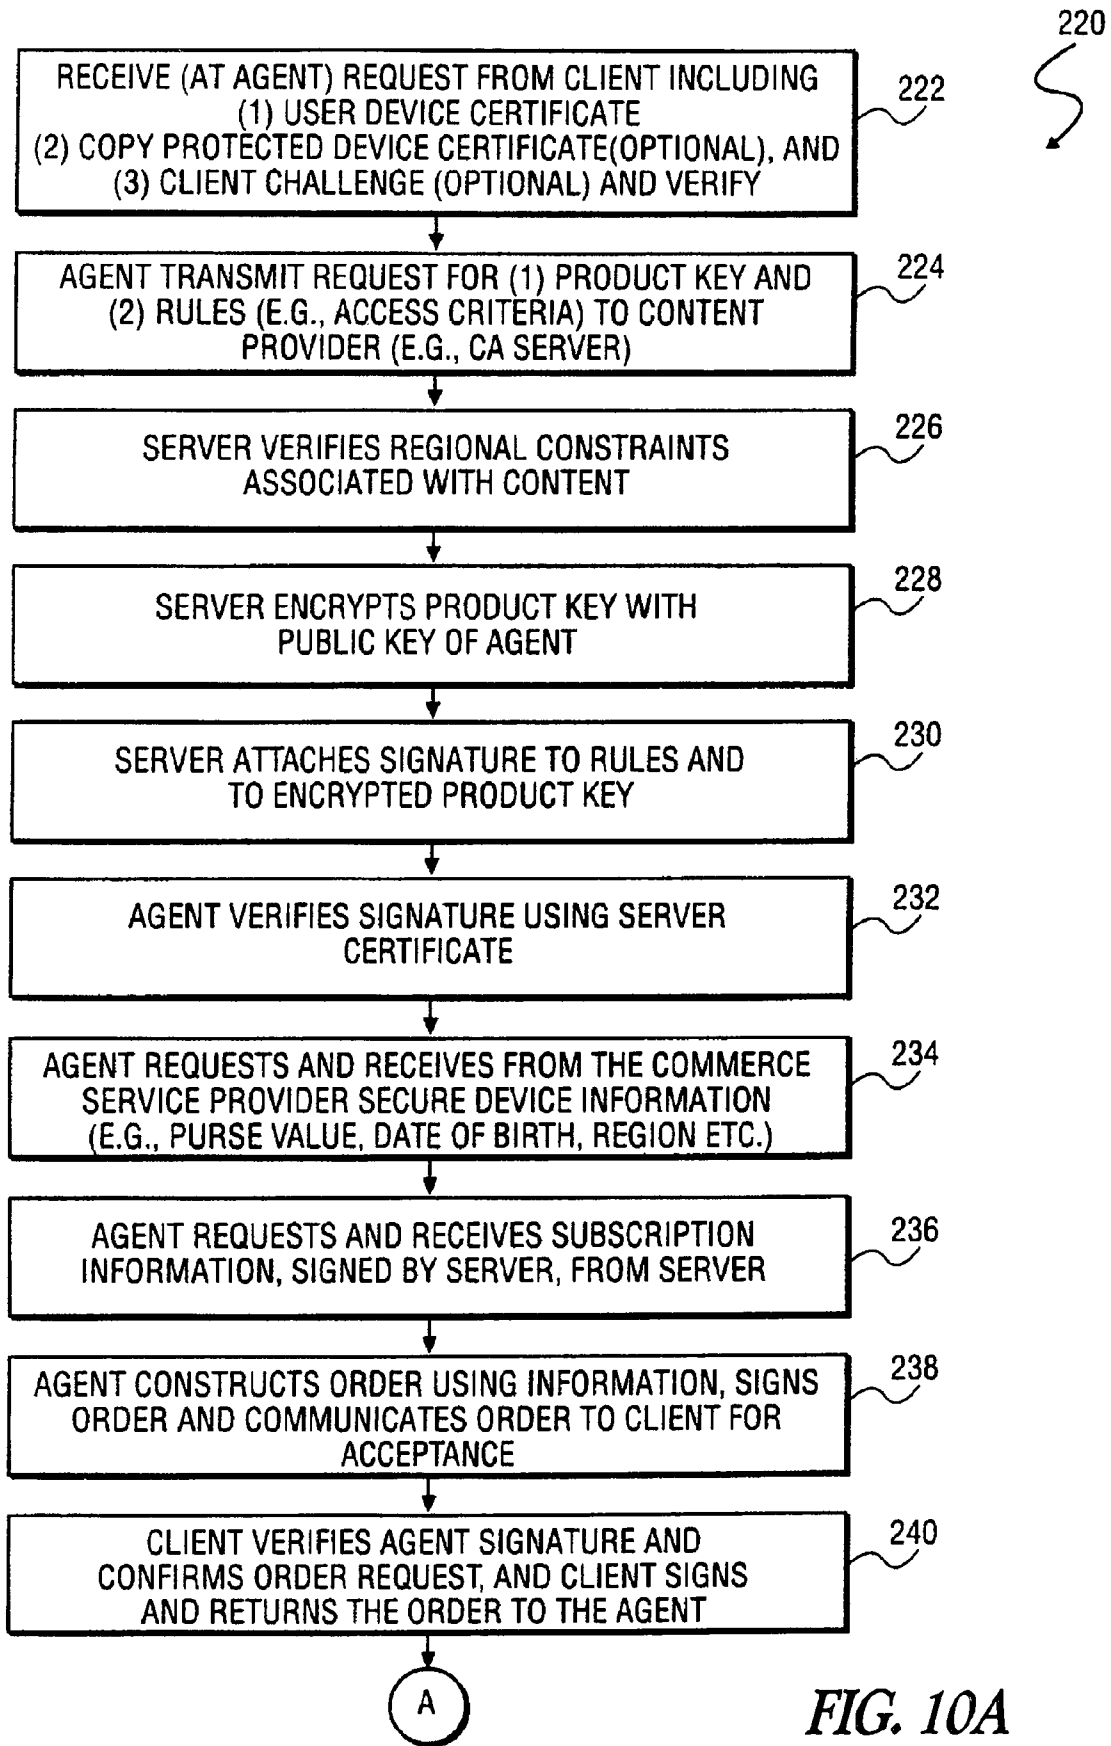 220
RECEIVE (AT AGENT) REQUEST FROM CLIENT INCLUDING
(1) USER DEVICE CERTIFICATE
(2) COPY PROTECTED DEVICE CERTIFICATE(OPTIONAL), AND
(3) CLIENT CHALLENGE (OPTIONAL) AND VERIFY
222
AGENT TRANSMIT REQUEST FOR (1) PRODUCT KEY AND
(2) RULES (E.G., ACCESS CRITERIA) TO CONTENT
PROVIDER (E.G., CA SERVER)
224
SERVER VERIFIES REGIONAL CONSTRAINTS
ASSOCIATED WITH CONTENT
226
SERVER ENCRYPTS PRODUCT KEY WITH
PUBLIC KEY OF AGENT
228
SERVER ATTACHES SIGNATURE TO RULES AND
TO ENCRYPTED PRODUCT KEY
230
AGENT VERIFIES SIGNATURE USING SERVER
CERTIFICATE
232
AGENT REQUESTS AND RECEIVES FROM THE COMMERCE
SERVICE PROVIDER SECURE DEVICE INFORMATION
(E.G., PURSE VALUE, DATE OF BIRTH, REGION ETC.)
234
AGENT REQUESTS AND RECEIVES SUBSCRIPTION
INFORMATION, SIGNED BY SERVER, FROM SERVER
236
AGENT CONSTRUCTS ORDER USING INFORMATION, SIGNS
ORDER AND COMMUNICATES ORDER TO CLIENT FOR
ACCEPTANCE
238
CLIENT VERIFIES AGENT SIGNATURE AND
CONFIRMS ORDER REQUEST, AND CLIENT SIGNS
AND RETURNS THE ORDER TO THE AGENT
240
A
FIG. 10A